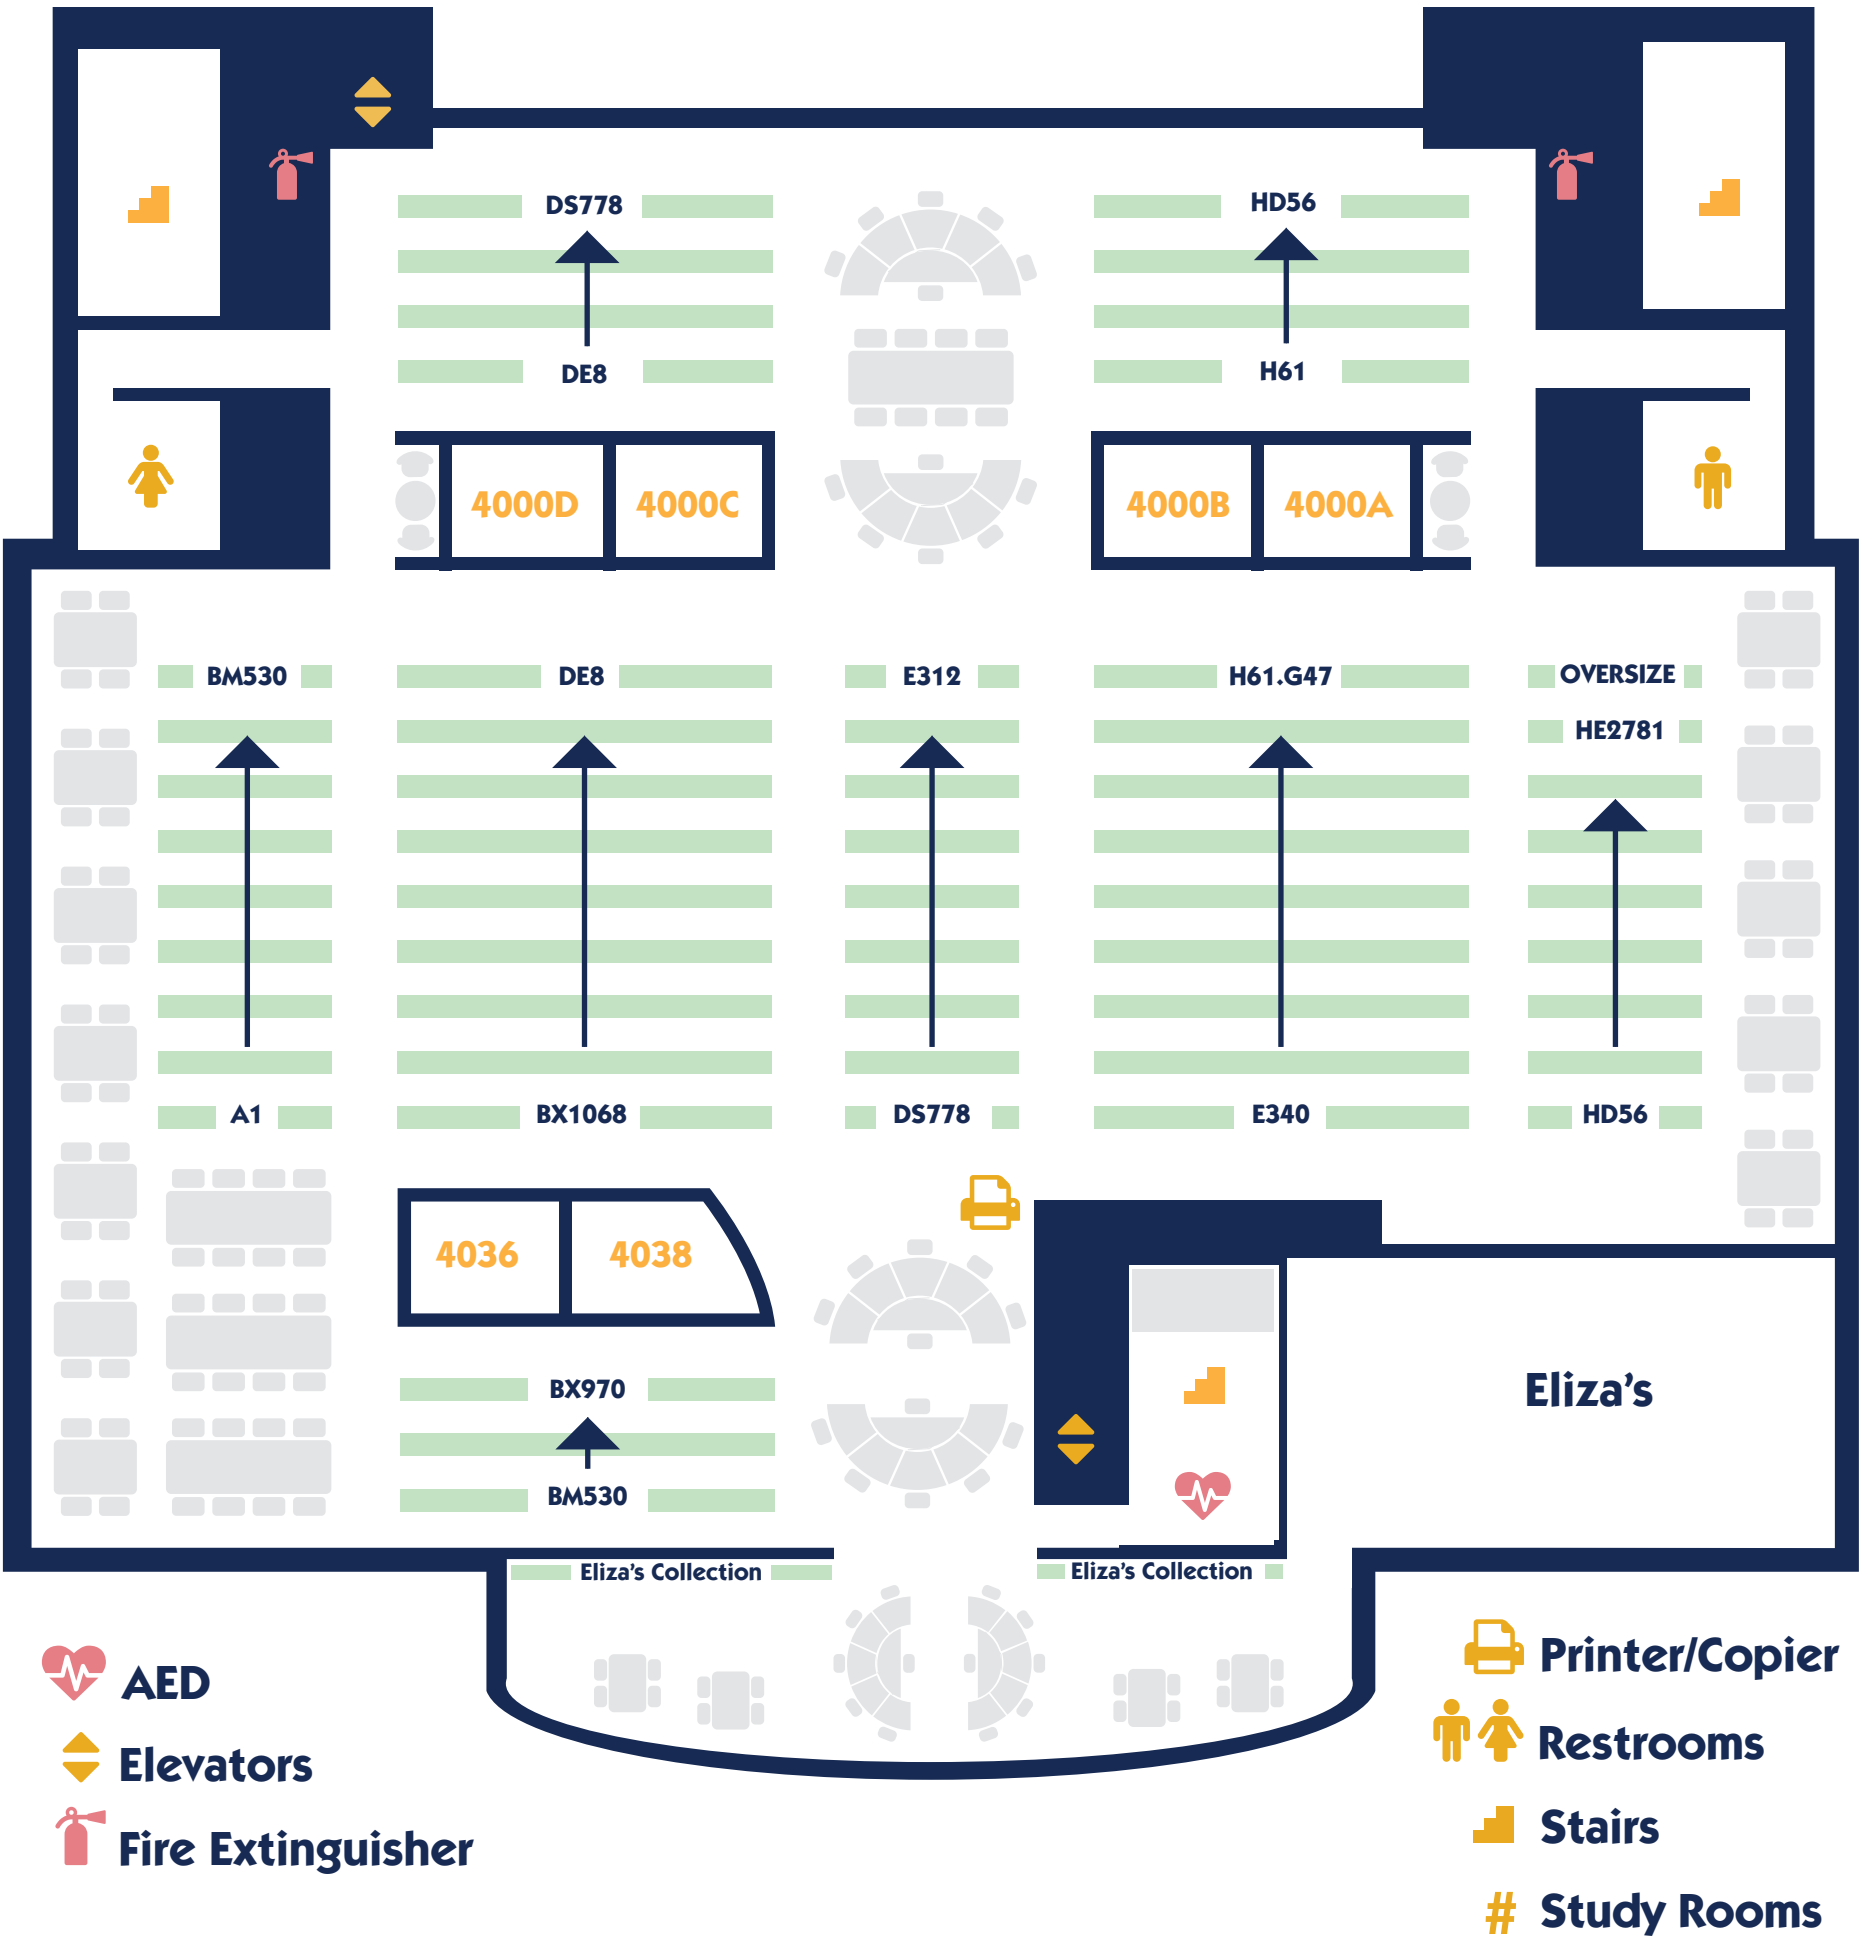 DS778
HD56
DE8
H61
4000D
4000C
4000B
4000A
BM530
DE8
E312
H61.G47
OVERSIZE
HE2781
A1
BX1068
DS778
E340
HD56
4036
4038
BX970
Eliza's
BM530
Eliza's Collection
Eliza's Collection
AED
Elevators
Fire Extinguisher
Printer/Copier
Restrooms
Stairs
# Study Rooms